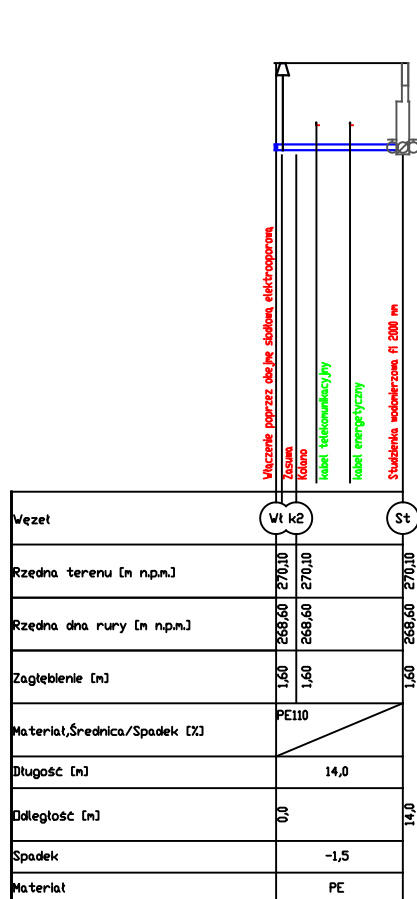 Włączenie poprzez obejmę siodłową elektrooporową
Zasuwa
Kolano
kabel telekomunikacyjny
kabel energetyczny
Studzienka wodomierzowa fi 2000 mm
Węzeł Wł k2 St
Rzędna terenu [m n.p.m.] 270,10 270,10 270,10
Rzędna dna rury [m n.p.m.] 268,60 268,60 268,60
Zagłębienie [m] 1,60 1,60 1,60
Materiał,Średnica/Spadek [%] PE110
Długość [m] 14,0
Odległość [m] 0,0 14,0
Spadek -1,5
Materiał PE